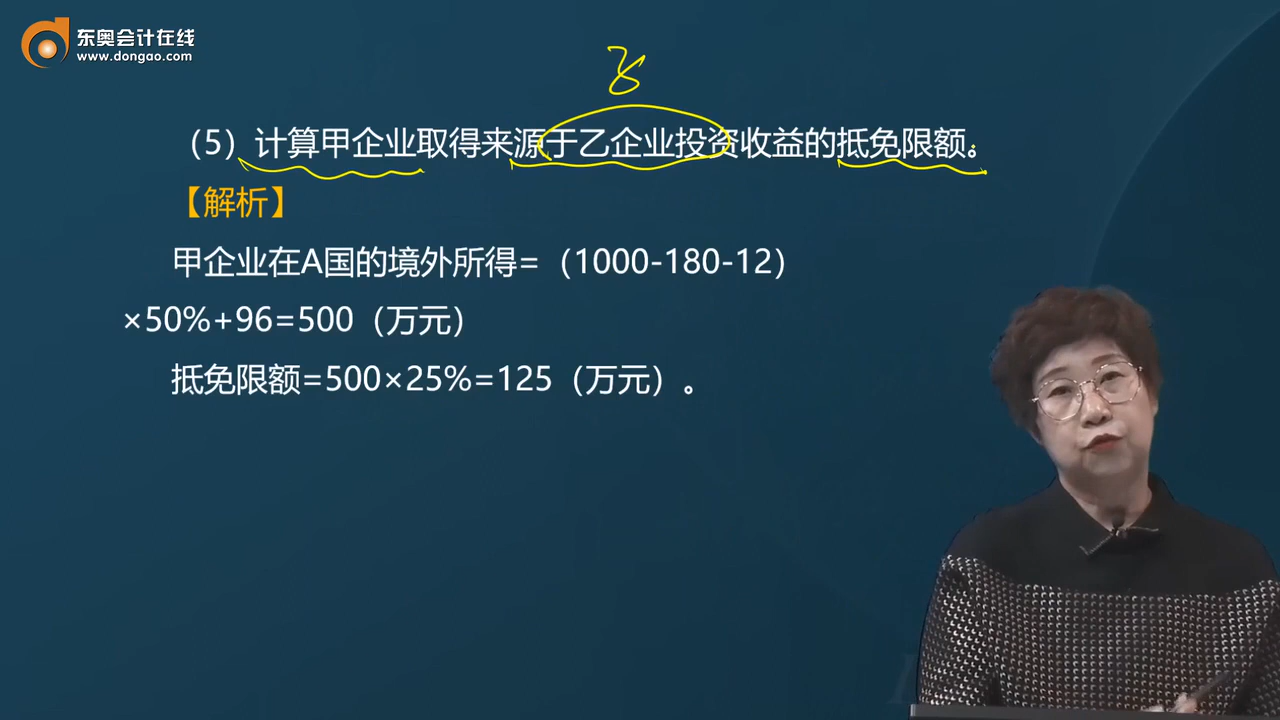 东奥会计在线
www.dongao.com
（5）计算甲企业取得来源于乙企业投资收益的抵免限额。
【解析】
甲企业在A国的境外所得=（1000-180-12）
×50%+96=500（万元）
抵免限额=500×25%=125（万元）。